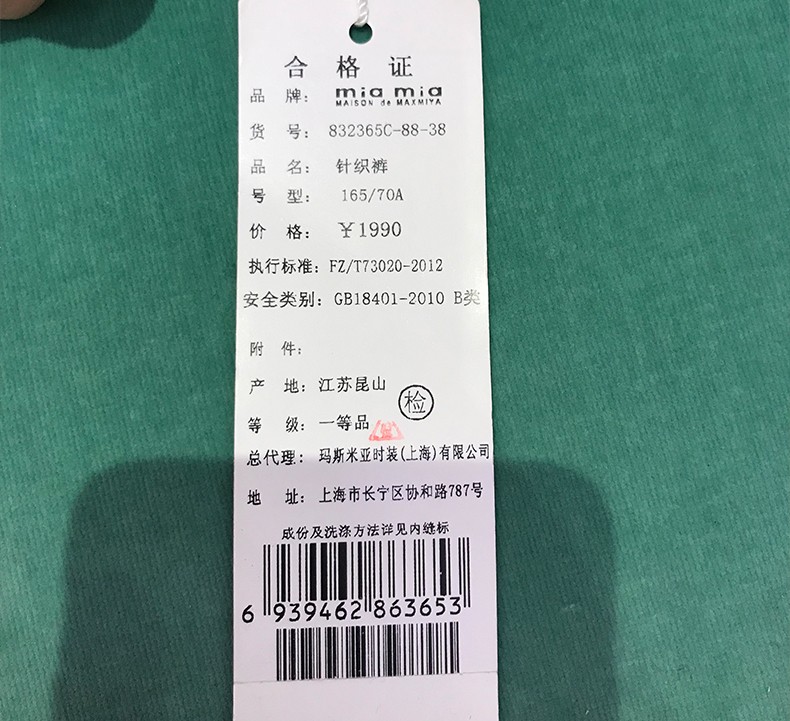 合格证
品牌：mia mia
MAISON de MAXMIYA
货号：832365C-88-38
品名：针织裤
号型：165/70A
价格：￥1990
执行标准：FZ/T73020-2012
安全类别：GB18401-2010 B类
附件：
产地：江苏昆山
检
等级：一等品
总代理：玛斯米亚时装(上海)有限公司
地址：上海市长宁区协和路787号
成份及洗涤方法详见内缝标
6 939462 863653